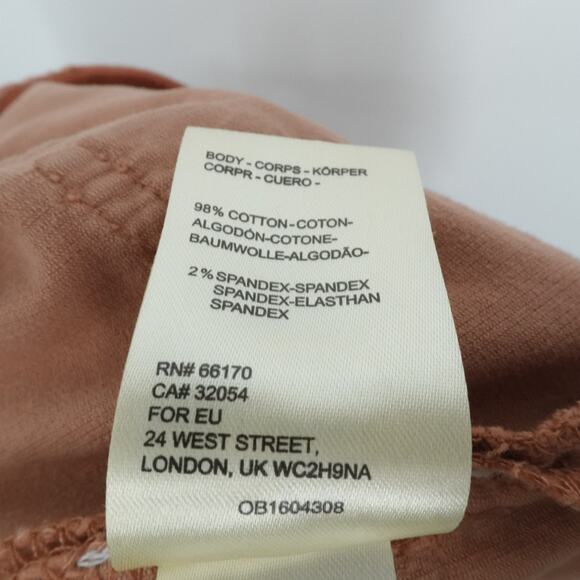 BODY - CORPS - KÖRPER
CORPR - CUERO -
98% COTTON-COTON-
ALGODÓN-COTONE-
BAUMWOLLE-ALGODÃO-
2% SPANDEX-SPANDEX
SPANDEX-ELASTHAN
SPANDEX
RN# 66170
CA# 32054
FOR EU
24 WEST STREET,
LONDON, UK WC2H9NA
OB1604308